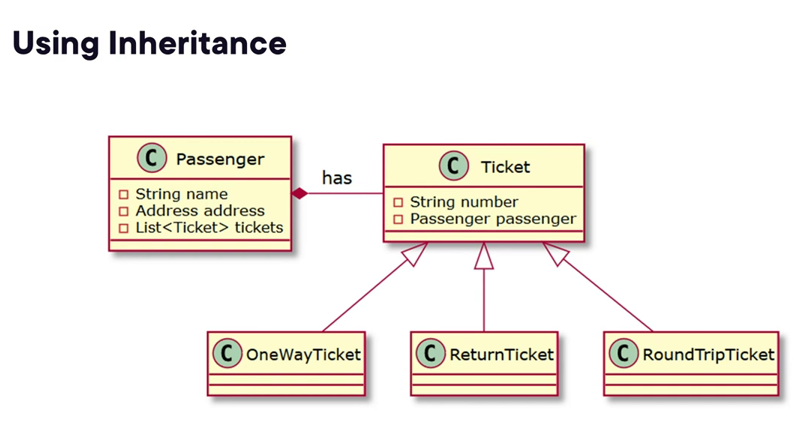 Using Inheritance
C Passenger
String name
Address address
List<Ticket> tickets
has
C Ticket
String number
Passenger passenger
C OneWayTicket
C ReturnTicket
C RoundTripTicket